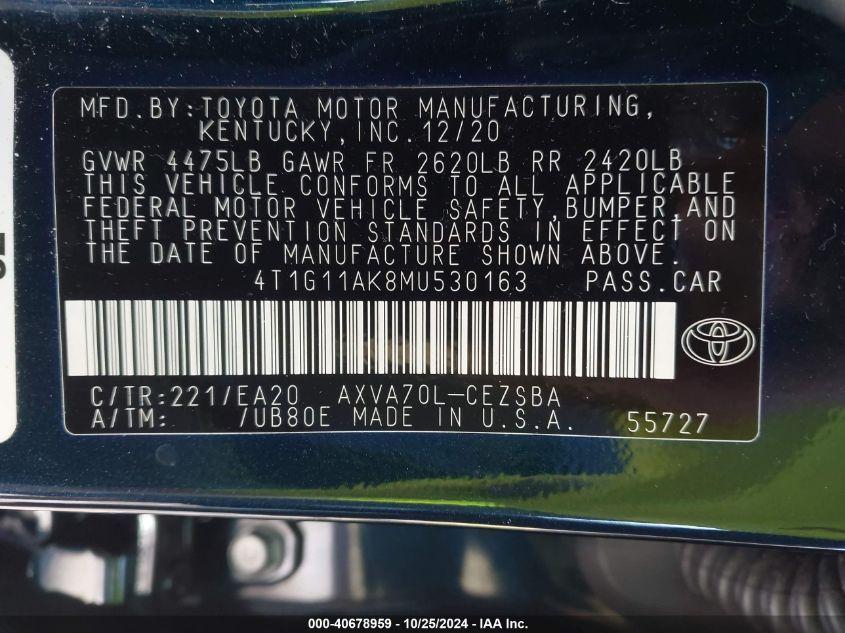 MFD.BY:TOYOTA MOTOR MANUFACTURING,
KENTUCKY,INC.12/20
GVWR 4475LB GAWR FR 2620LB RR 2420LB
THIS VEHICLE CONFORMS TO ALL APPLICABLE
FEDERAL MOTOR VEHICLE SAFETY,BUMPER,AND
THEFT PREVENTION STANDARDS IN EFFECT ON
THE DATE OF MANUFACTURE SHOWN ABOVE.
4T1G11AK8MU530163 PASS.CAR
C/TR:221/EA20 AXVA70L-CEZSBA
A/TM: /UB80E MADE IN U.S.A. 55727
000-40678959 - 10/25/2024 - IAA Inc.